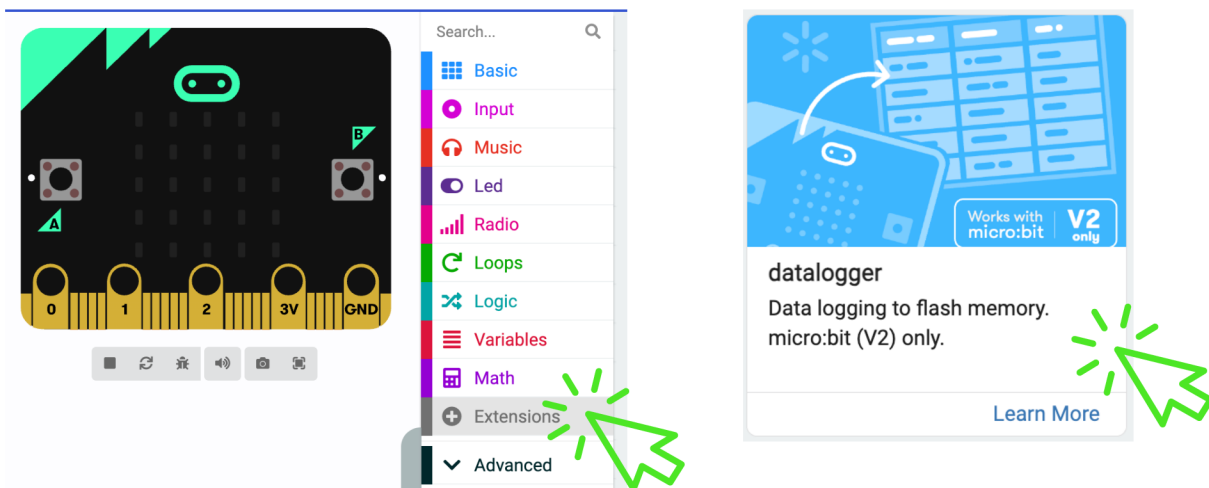 Search...
Basic
Input
Music
Led
Radio
Loops
Logic
Variables
Math
Extensions
Advanced
A
B
0 1 2 3V GND
Works with
micro:bit
V2
only
datalogger
Data logging to flash memory.
micro:bit (V2) only.
Learn More